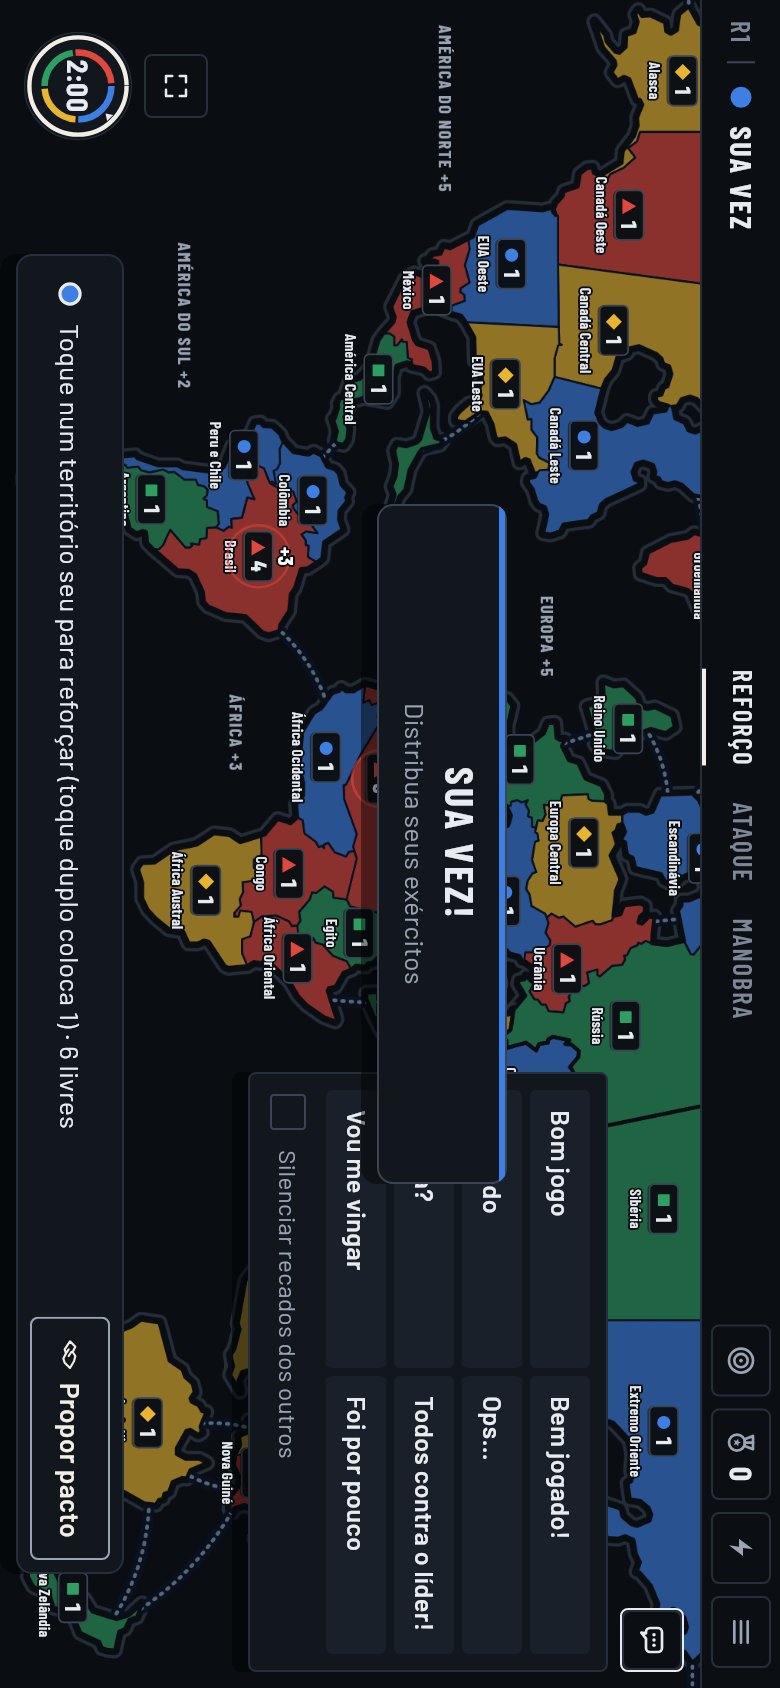 R1
SUA VEZ
REFORÇO
ATAQUE
MANOBRA
0
Alasca
1
Canadá Oeste
1
Canadá Central
1
EUA Oeste
1
EUA Leste
1
Canadá Leste
1
México
1
América Central
1
AMÉRICA DO NORTE +5
EUROPA +5
Reino Unido
1
Escandinávia
Europa Central
1
1
1
Ucrânia
1
Rússia
1
Sibéria
1
Extremo Oriente
1
SUA VEZ!
Distribua seus exércitos
Bom jogo
Bem jogado!
do
Ops...
a?
Todos contra o líder!
Vou me vingar
Foi por pouco
Silenciar recados dos outros
AMÉRICA DO SUL +2
Colômbia
1
Peru e Chile
1
+3
Brasil
4
1
ÁFRICA +3
África Ocidental
1
Egito
1
Congo
1
África Oriental
1
África Austral
1
Nova Guiné
1
1
va Zelândia
2:00
Toque num território seu para reforçar (toque duplo coloca 1) · 6 livres
Propor pacto